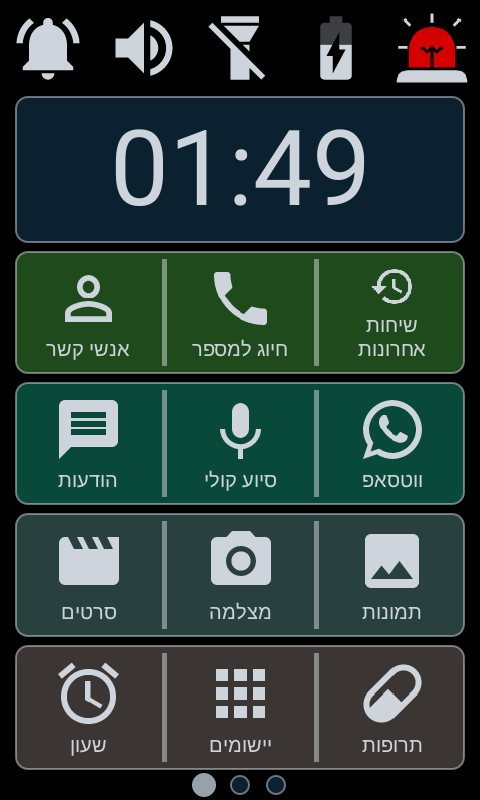 01:49
שיחות
אחרונות
חיוג למספר
אנשי קשר
ווטסאפ
סיוע קולי
הודעות
תמונות
מצלמה
סרטים
תרופות
יישומים
שעון